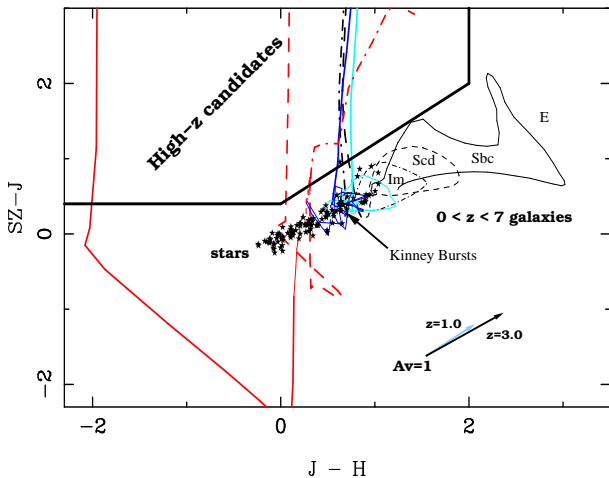 High-z candidates
E
Scd
Sbc
Im
0 < z < 7 galaxies
stars
Kinney Bursts
z=1.0
z=3.0
Av=1
SZ-J
2
0
-2
-2
0
2
J - H